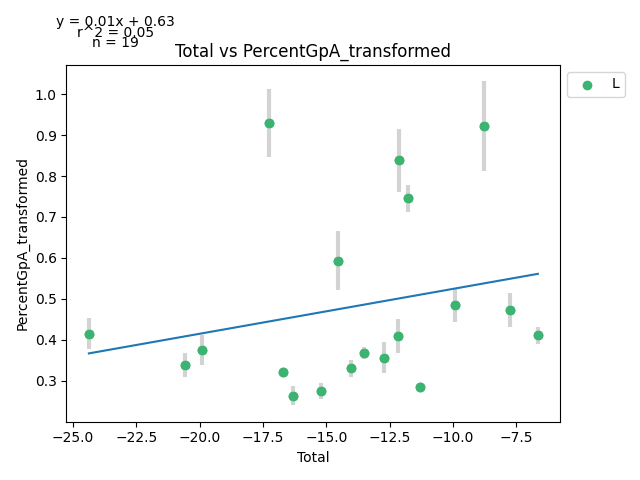 y = 0.01x + 0.63
r^2 = 0.05
n = 19
Total vs PercentGpA_transformed
L
PercentGpA_transformed
1.0
0.9
0.8
0.7
0.6
0.5
0.4
0.3
−25.0 −22.5 −20.0 −17.5 −15.0 −12.5 −10.0 −7.5
Total